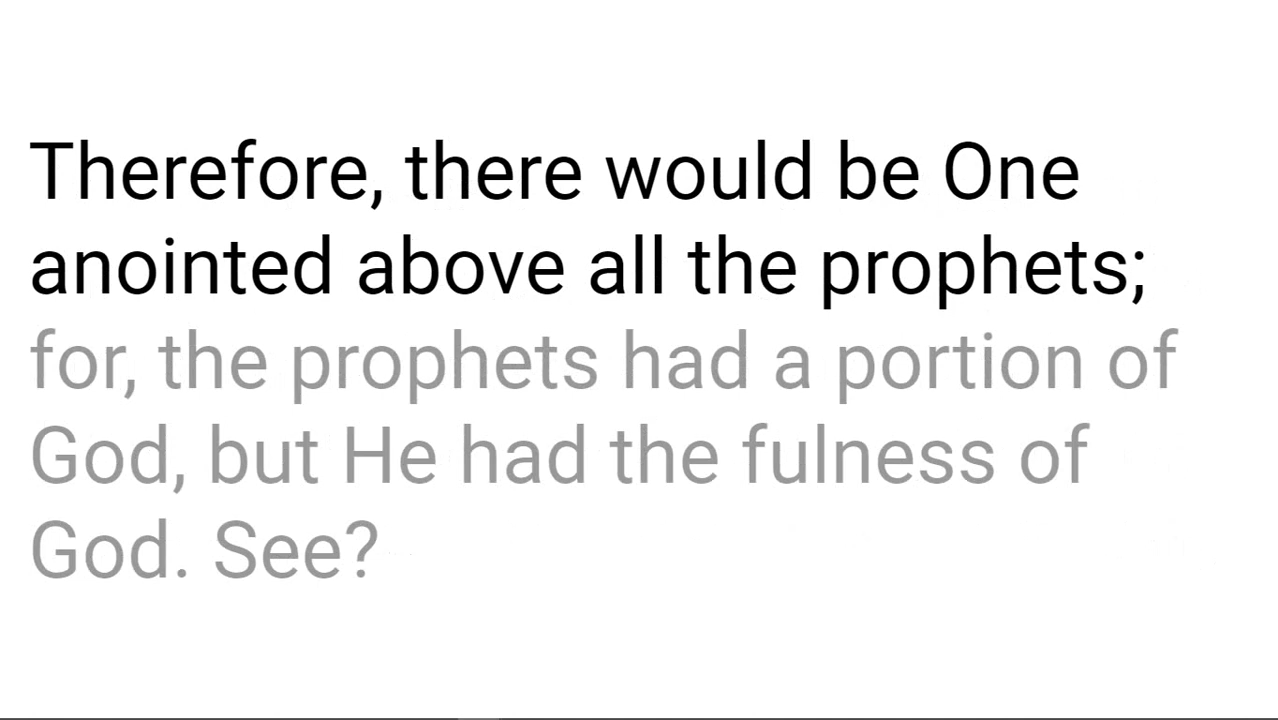 Therefore, there would be One
anointed above all the prophets;
for, the prophets had a portion of
God, but He had the fulness of
God. See?